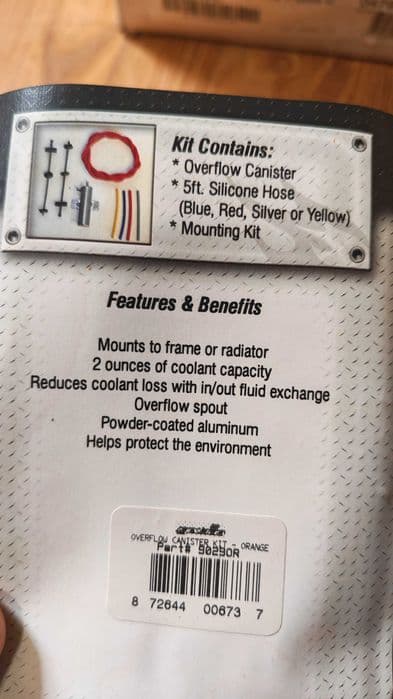 Kit Contains:
* Overflow Canister
* 5ft. Silicone Hose
(Blue, Red, Silver or Yellow)
* Mounting Kit
Features & Benefits
Mounts to frame or radiator
2 ounces of coolant capacity
Reduces coolant loss with in/out fluid exchange
Overflow spout
Powder-coated aluminum
Helps protect the environment
OVERFLOW CANISTER KIT - ORANGE
Part# 90290R
8 72644 00673 7